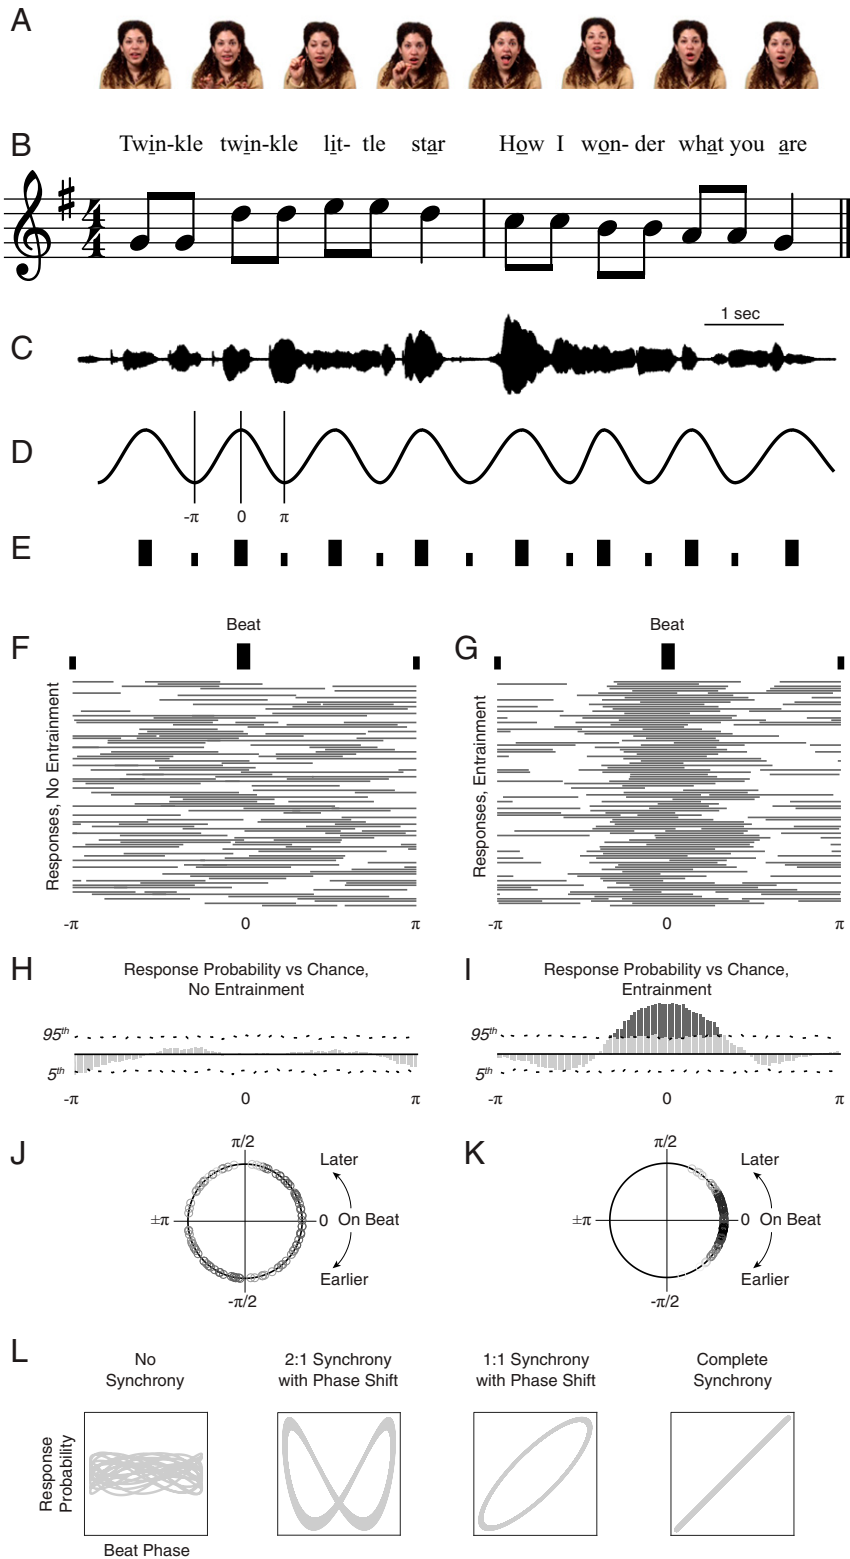 A
B
Twin-kle twin-kle lit- tle star How I won- der what you are
4
4
C
1 sec
D
-π 0 π
E
F
Beat
Responses, No Entrainment
-π 0 π
G
Beat
Responses, Entrainment
-π 0 π
H
Response Probability vs Chance,
No Entrainment
95th
5th
-π 0 π
I
Response Probability vs Chance,
Entrainment
95th
5th
-π 0 π
J
π/2
Later
±π 0 On Beat
Earlier
-π/2
K
π/2
Later
±π 0 On Beat
Earlier
-π/2
L
No
Synchrony
2:1 Synchrony
with Phase Shift
1:1 Synchrony
with Phase Shift
Complete
Synchrony
Response
Probability
Beat Phase